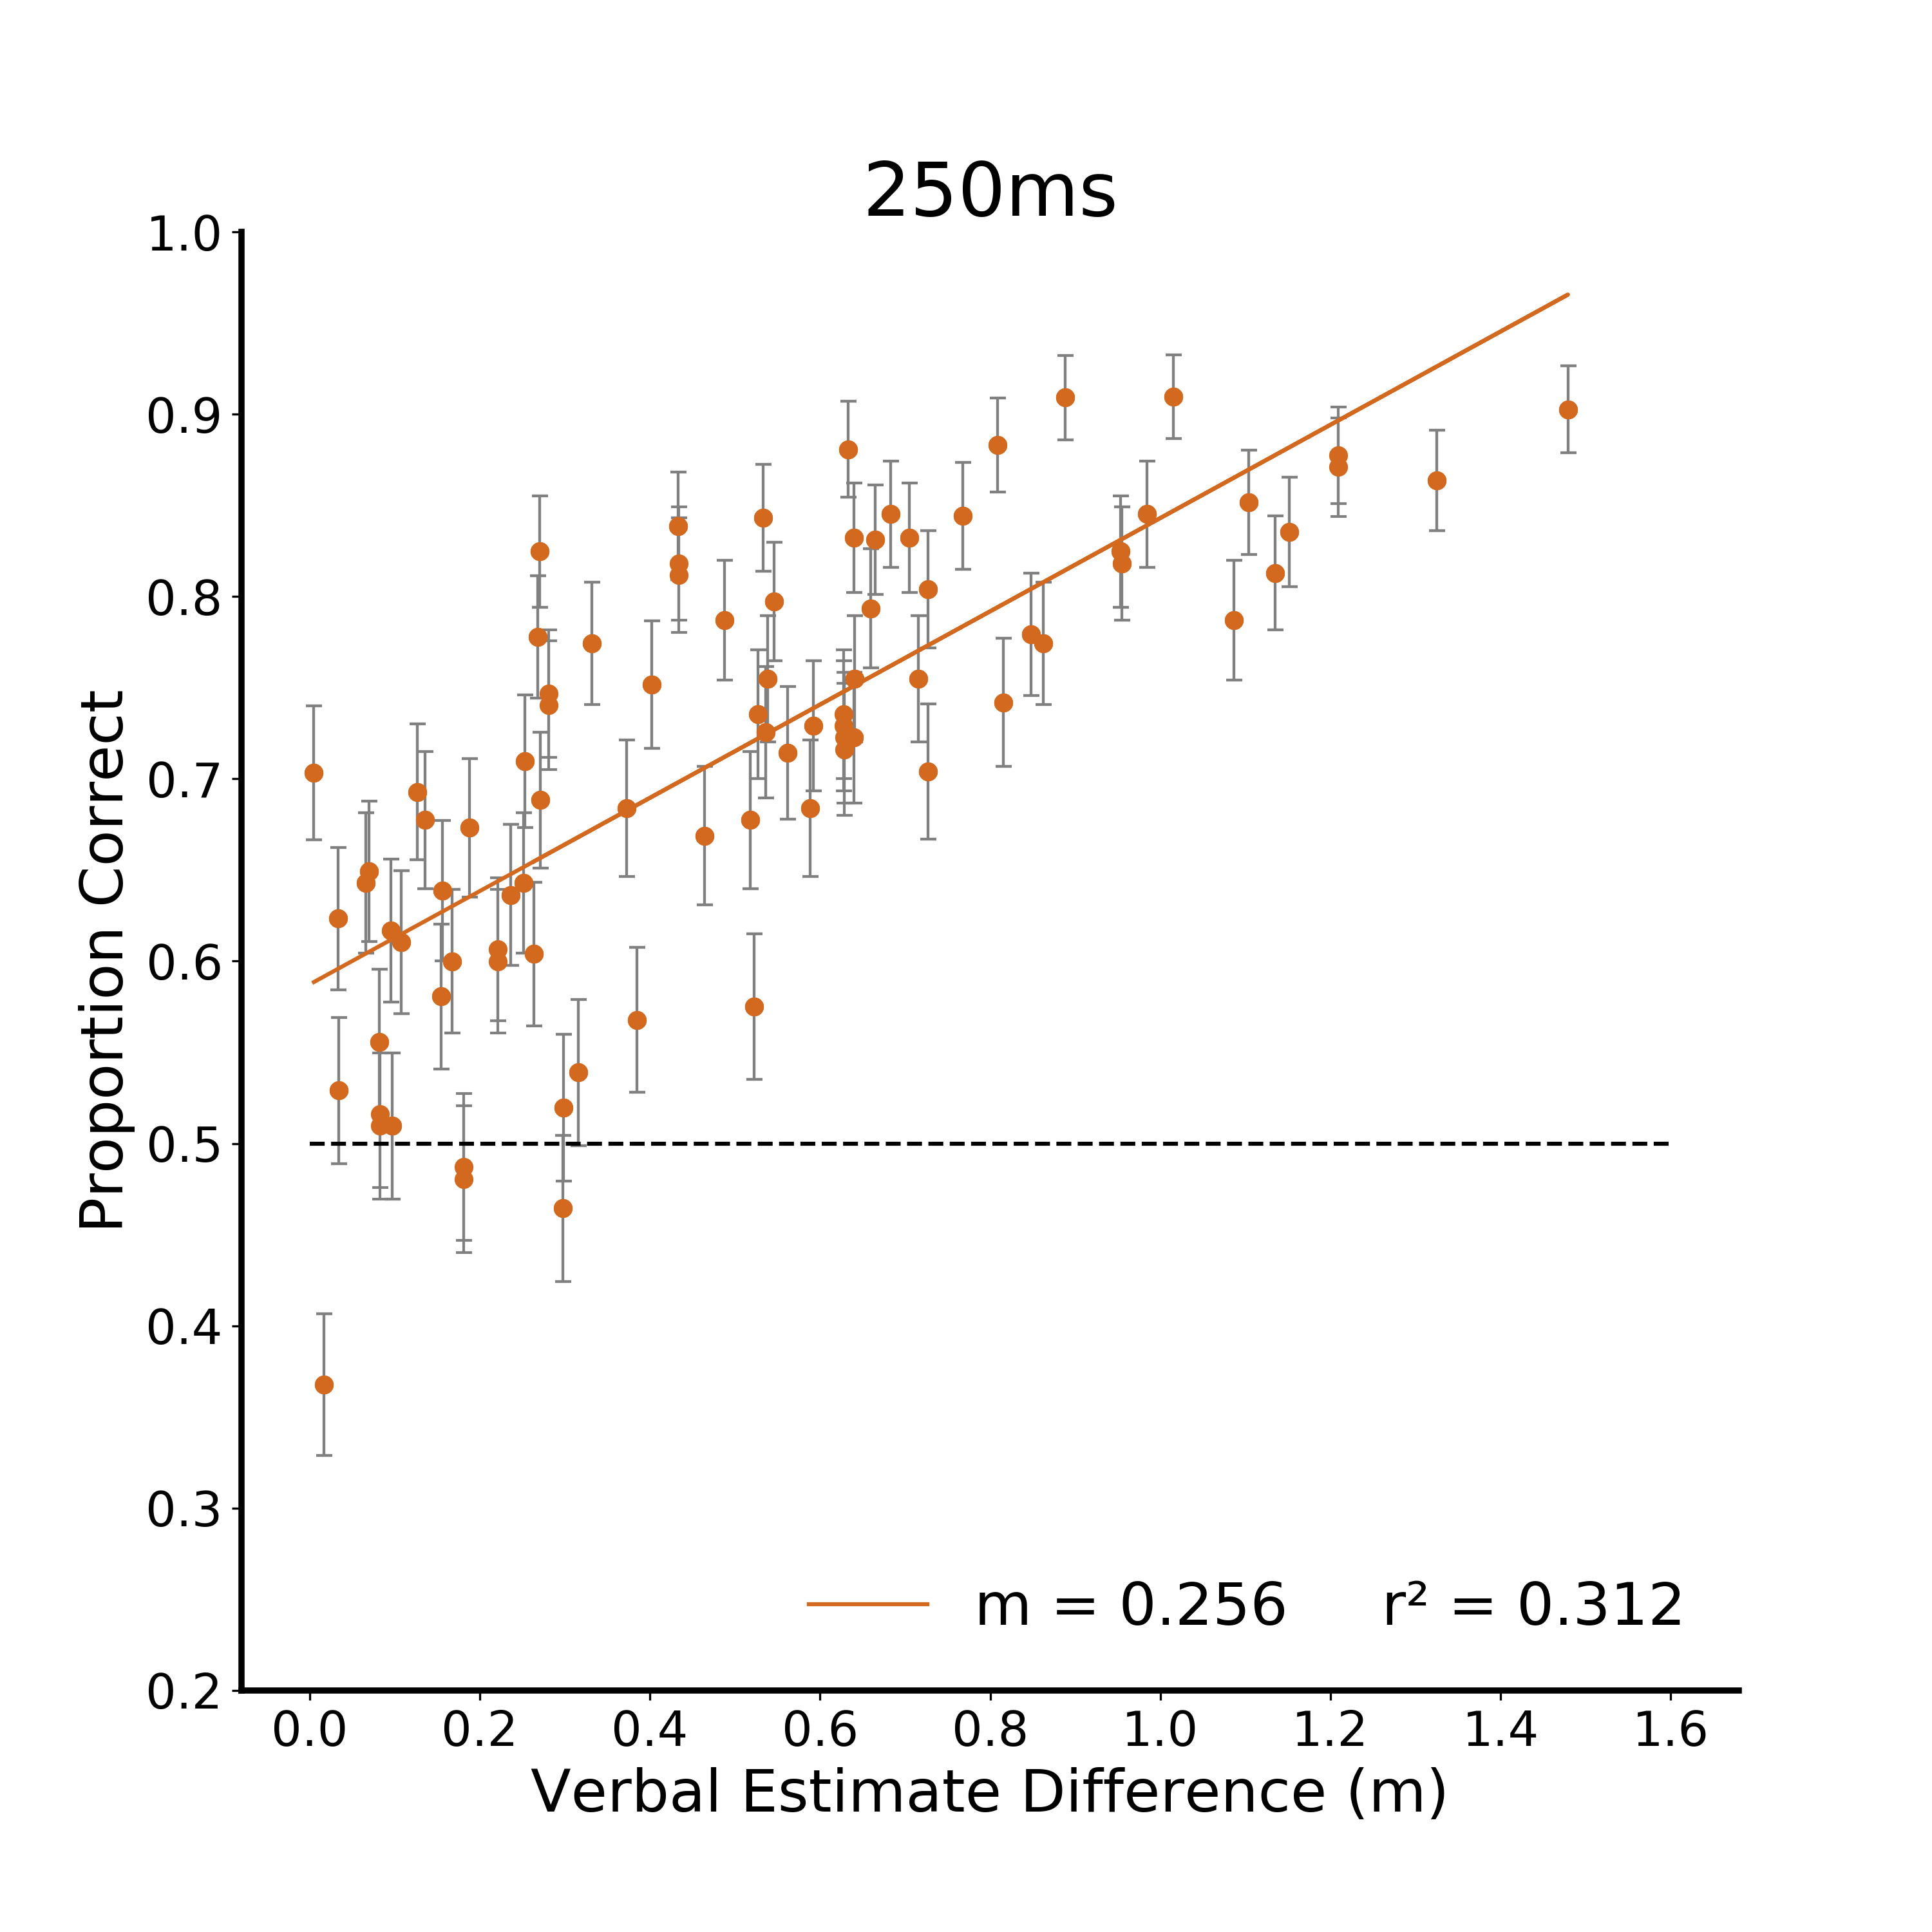 250ms
1.0
0.9
0.8
0.7
0.6
0.5
0.4
0.3
0.2
Proportion Correct
m = 0.256 r² = 0.312
0.0 0.2 0.4 0.6 0.8 1.0 1.2 1.4 1.6
Verbal Estimate Difference (m)